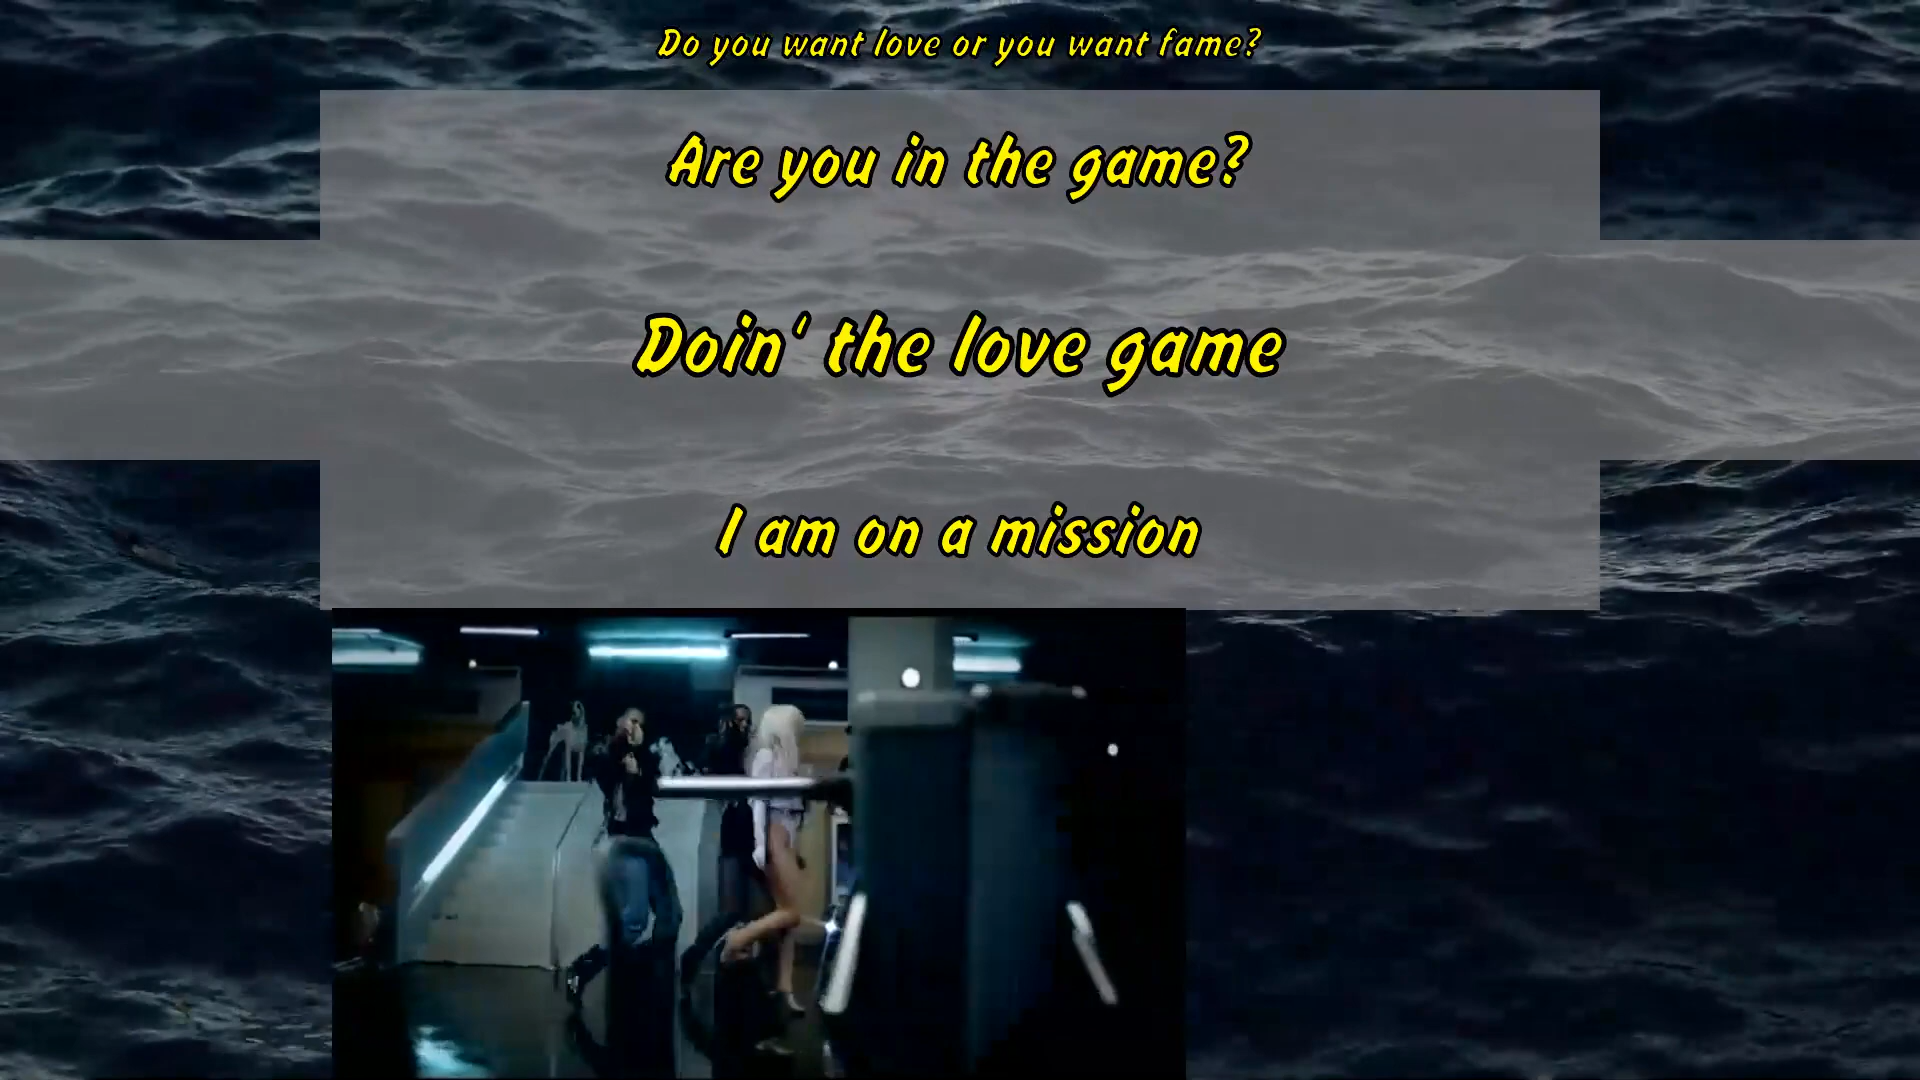 Do you want love or you want fame?
Are you in the game?
Doin' the love game
I am on a mission